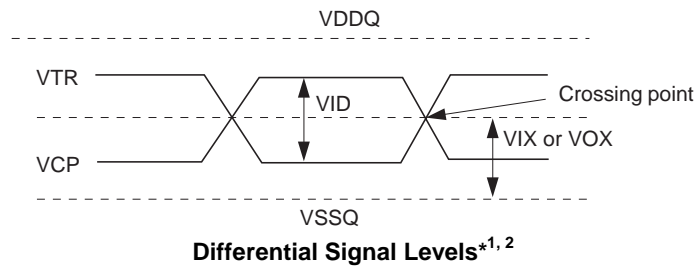 VDDQ
VTR
VID
Crossing point
VIX or VOX
VCP
VSSQ
Differential Signal Levels*1, 2